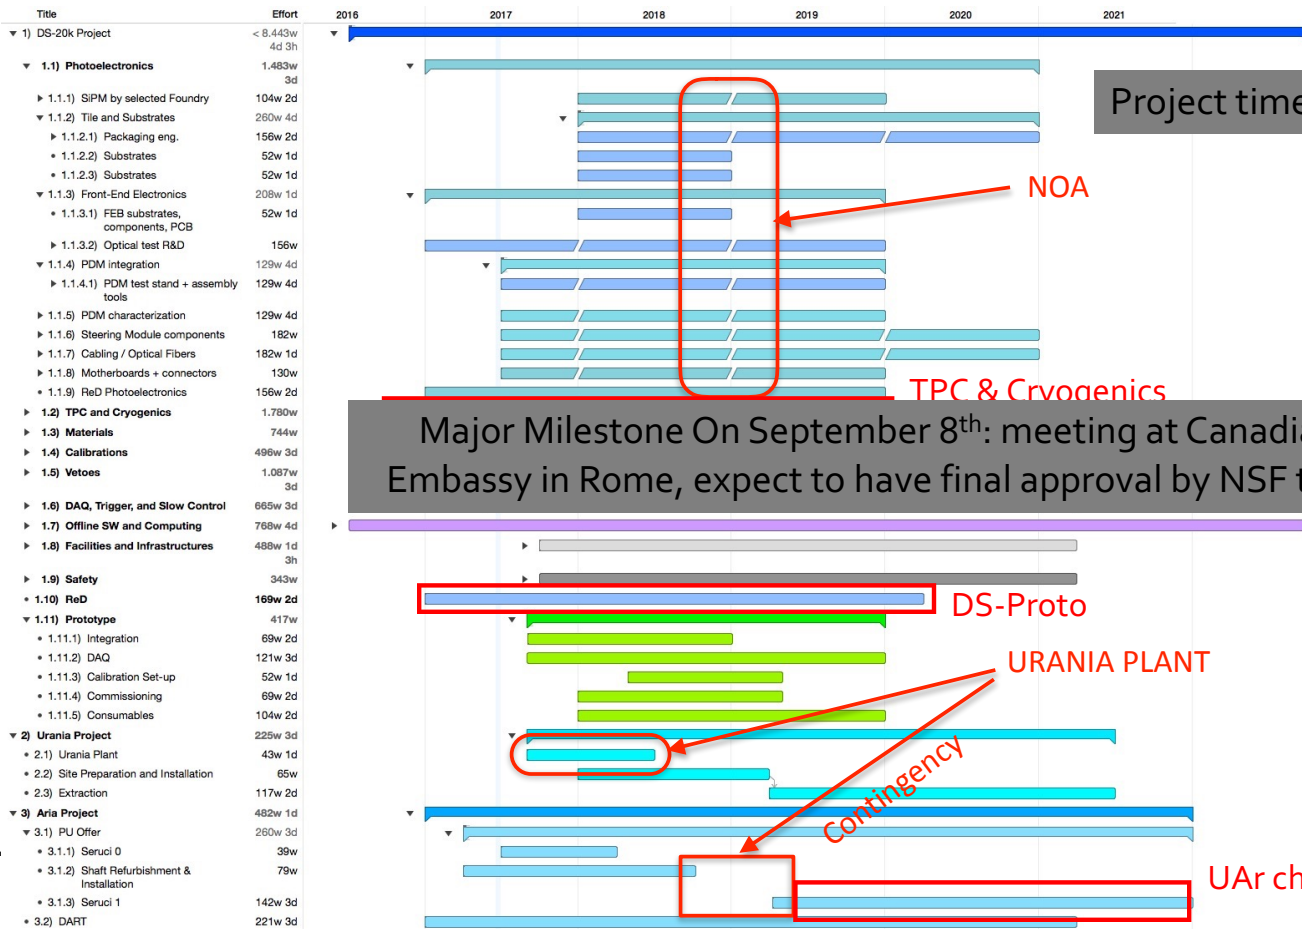 Title Effort 2016 2017 2018 2019 2020 2021
1) DS-20k Project < 8.443w
4d 3h
1.1) Photoelectronics 1.483w
3d
Project time
1.1.1) SiPM by selected Foundry 104w 2d
1.1.2) Tile and Substrates 260w 4d
1.1.2.1) Packaging eng. 156w 2d
1.1.2.2) Substrates 52w 1d
1.1.2.3) Substrates 52w 1d
NOA
1.1.3) Front-End Electronics 208w 1d
1.1.3.1) FEB substrates, 52w 1d
components, PCB
1.1.3.2) Optical test R&D 156w
1.1.4) PDM integration 129w 4d
1.1.4.1) PDM test stand + assembly 129w 4d
tools
1.1.5) PDM characterization 129w 4d
1.1.6) Steering Module components 182w
1.1.7) Cabling / Optical Fibers 182w 1d
1.1.8) Motherboards + connectors 130w
1.1.9) ReD Photoelectronics 156w 2d
TPC & Cryogenics
1.2) TPC and Cryogenics 1.780w
1.3) Materials 744w
Major Milestone On September 8th: meeting at Canadia
1.4) Calibrations 496w 3d
1.5) Vetoes 1.087w
3d
Embassy in Rome, expect to have final approval by NSF t
1.6) DAQ, Trigger, and Slow Control 665w 3d
1.7) Offline SW and Computing 768w 4d
1.8) Facilities and Infrastructures 488w 1d
3h
1.9) Safety 343w
1.10) ReD 169w 2d
DS-Proto
1.11) Prototype 417w
1.11.1) Integration 69w 2d
1.11.2) DAQ 121w 3d
URANIA PLANT
1.11.3) Calibration Set-up 52w 1d
1.11.4) Commissioning 69w 2d
1.11.5) Consumables 104w 2d
2) Urania Project 225w 3d
2.1) Urania Plant 43w 1d
2.2) Site Preparation and Installation 65w
2.3) Extraction 117w 2d
Contingency
3) Aria Project 482w 1d
3.1) PU Offer 260w 3d
3.1.1) Seruci 0 39w
3.1.2) Shaft Refurbishment & 79w
Installation
UAr ch
3.1.3) Seruci 1 142w 3d
3.2) DART 221w 3d